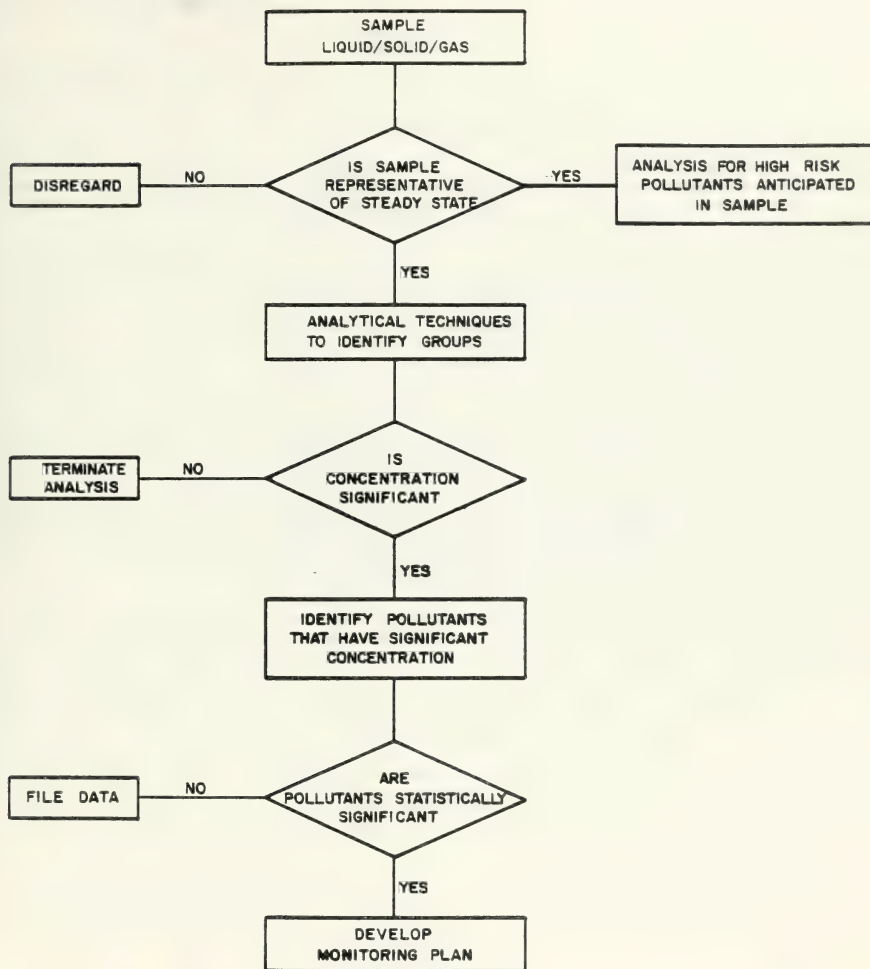 SAMPLE
LIQUID/SOLID/GAS
IS SAMPLE
REPRESENTATIVE
OF STEADY STATE
NO
DISREGARD
YES
ANALYSIS FOR HIGH RISK
POLLUTANTS ANTICIPATED
IN SAMPLE
YES
ANALYTICAL TECHNIQUES
TO IDENTIFY GROUPS
IS
CONCENTRATION
SIGNIFICANT
NO
TERMINATE
ANALYSIS
YES
IDENTIFY POLLUTANTS
THAT HAVE SIGNIFICANT
CONCENTRATION
ARE
POLLUTANTS STATISTICALLY
SIGNIFICANT
NO
FILE DATA
YES
DEVELOP
MONITORING PLAN